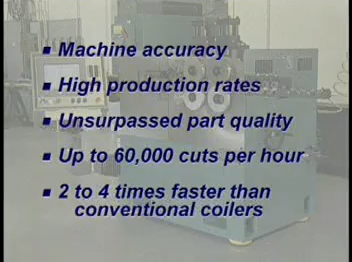 ▪ Machine accuracy
▪ High production rates
▪ Unsurpassed part quality
▪ Up to 60,000 cuts per hour
▪ 2 to 4 times faster than
conventional coilers